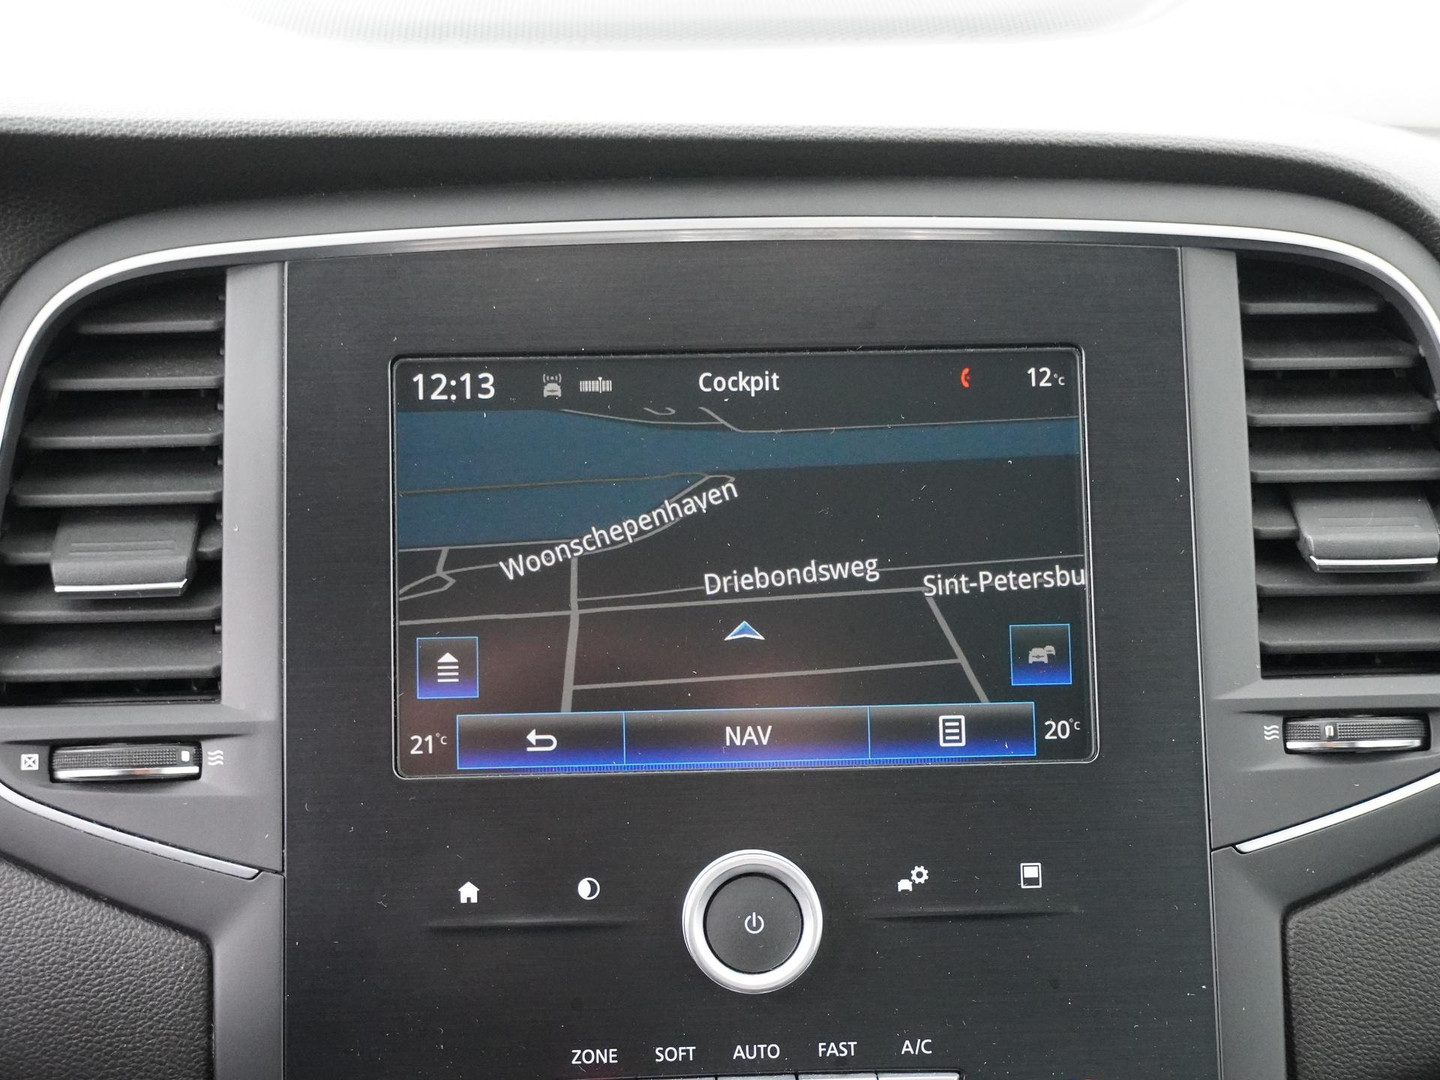 12:13 Cockpit 12°C
Woonschepenhaven
Driebondsweg
Sint-Petersbu
21°C NAV 20°C
ZONE SOFT AUTO FAST A/C